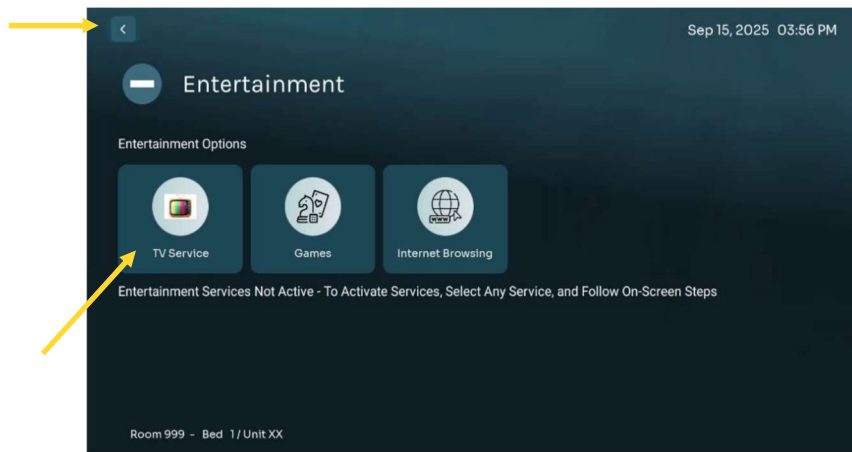 Sep 15, 2025 03:56 PM
Entertainment
Entertainment Options
TV Service
Games
WWW
Internet Browsing
Entertainment Services Not Active - To Activate Services, Select Any Service, and Follow On-Screen Steps
Room 999 - Bed 1 / Unit XX